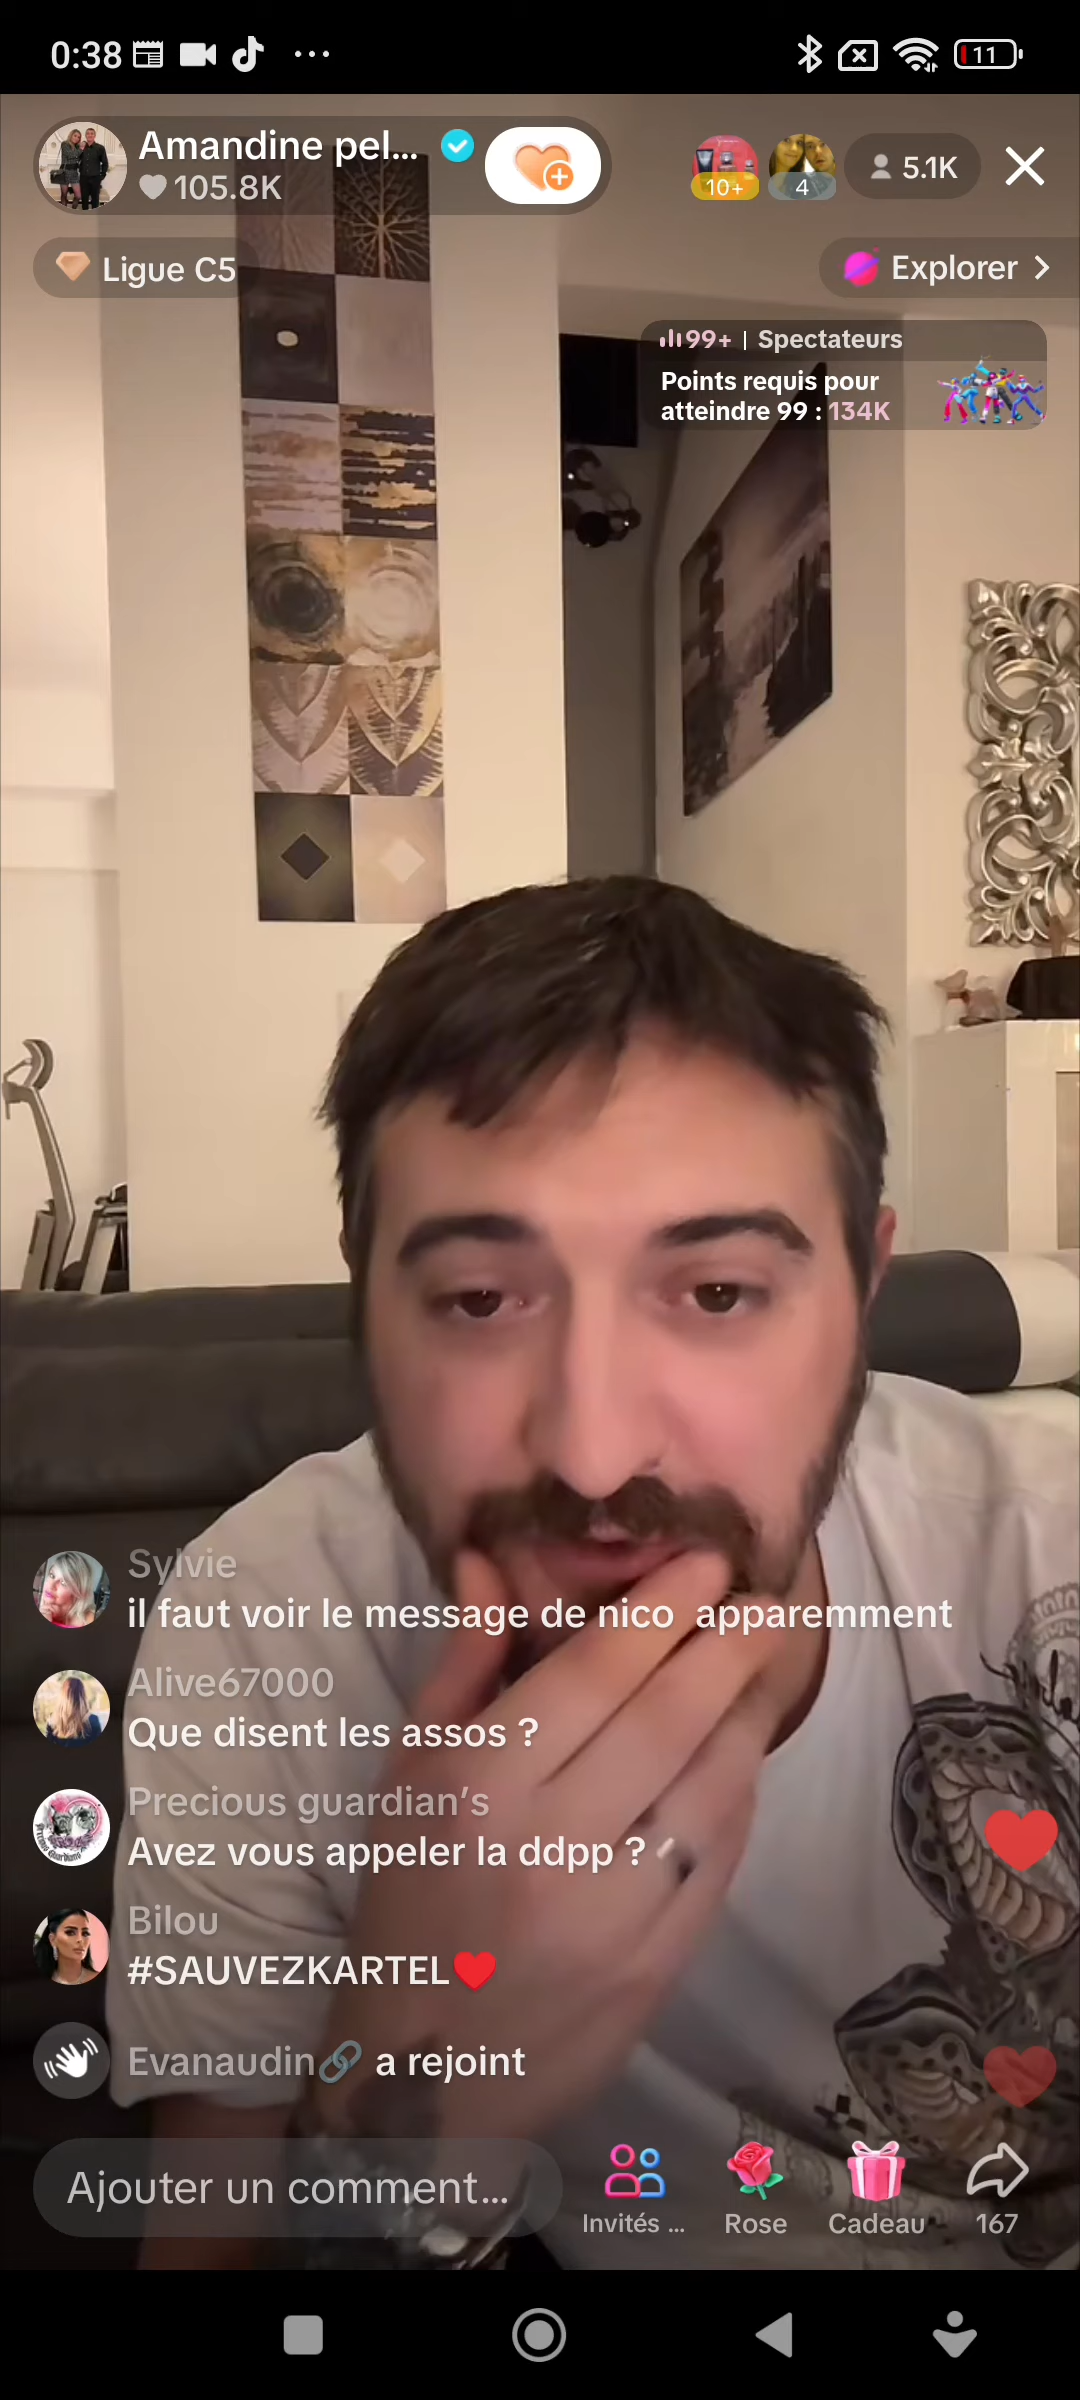 0:38
11
Amandine pel...
105.8K
10+
4
5.1K
Ligue C5
Explorer
99+ | Spectateurs
Points requis pour
atteindre 99 : 134K
Sylvie
il faut voir le message de nico apparemment
Alive67000
Que disent les assos ?
Precious guardian’s
Avez vous appeler la ddpp ?
Bilou
#SAUVEZKARTEL❤️
Evanaudin🔗 a rejoint
Ajouter un comment...
Invités ...
Rose
Cadeau
167